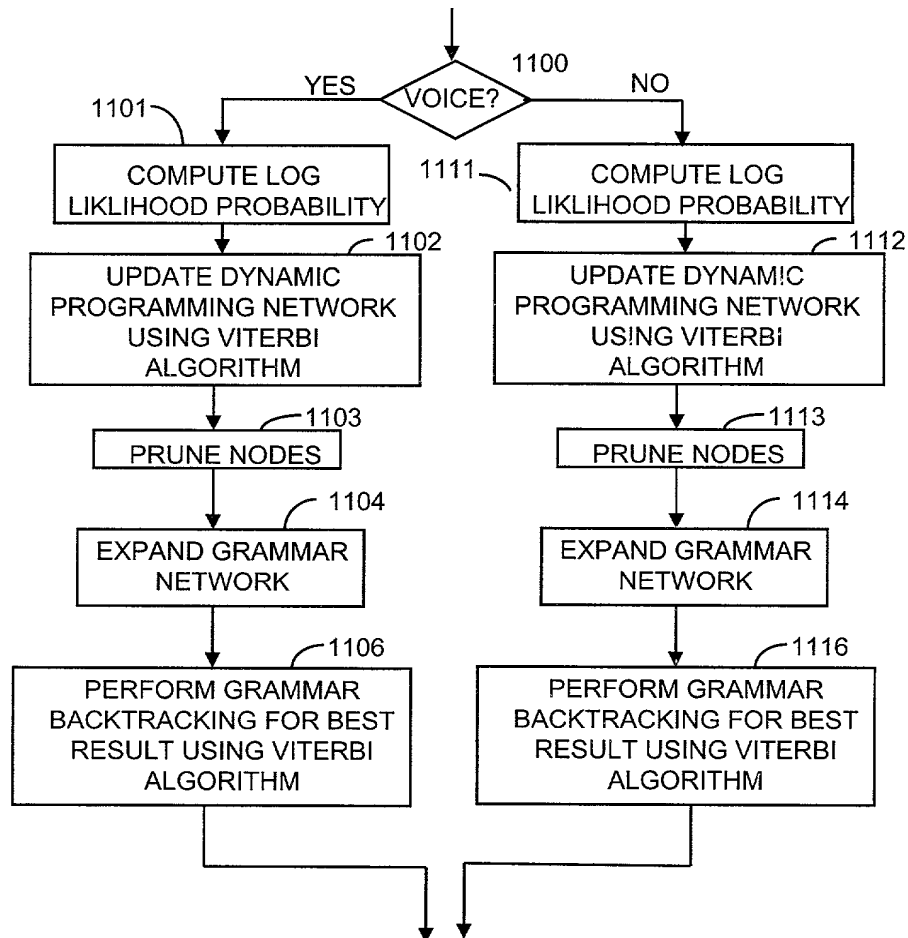 1100
YES
VOICE?
NO
1101
COMPUTE LOG
LIKLIHOOD PROBABILITY
1102
UPDATE DYNAMIC
PROGRAMMING NETWORK
USING VITERBI
ALGORITHM
1103
PRUNE NODES
1104
EXPAND GRAMMAR
NETWORK
1106
PERFORM GRAMMAR
BACKTRACKING FOR BEST
RESULT USING VITERBI
ALGORITHM
1111
COMPUTE LOG
LIKLIHOOD PROBABILITY
1112
UPDATE DYNAMIC
PROGRAMMING NETWORK
USING VITERBI
ALGORITHM
1113
PRUNE NODES
1114
EXPAND GRAMMAR
NETWORK
1116
PERFORM GRAMMAR
BACKTRACKING FOR BEST
RESULT USING VITERBI
ALGORITHM